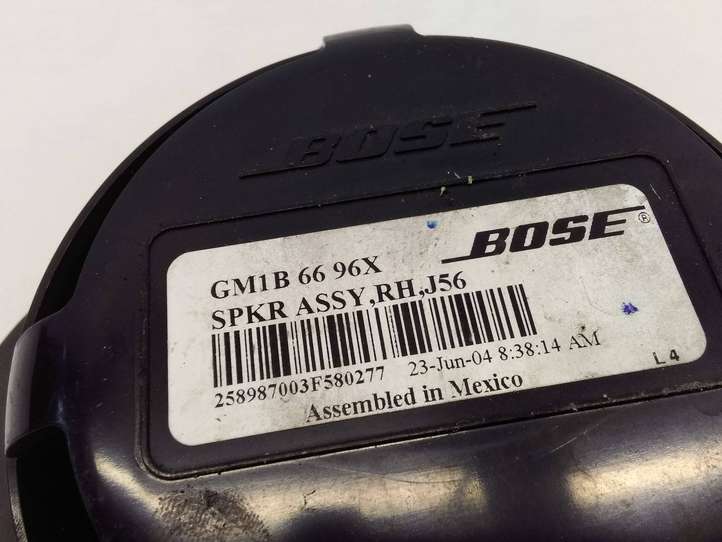 BOSE
GM1B 66 96X
BOSE®
SPKR ASSY,RH,J56
258987003F580277 23-Jun-04 8:38:14 AM
Assembled in Mexico
L4